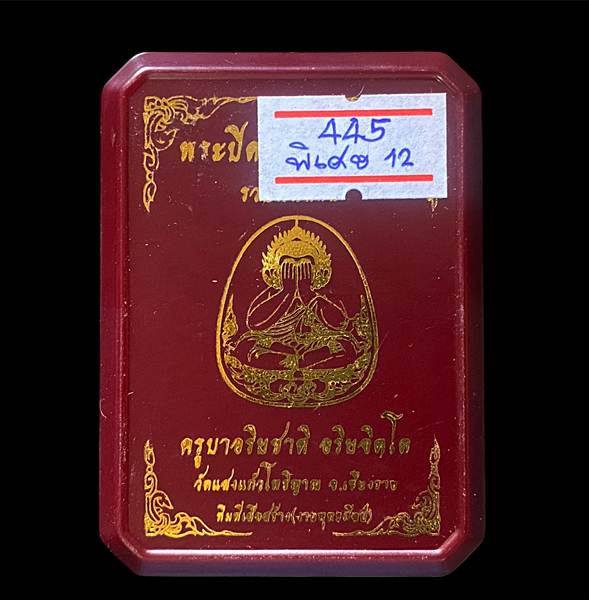 445
พิเศษ 12
พระปิด
ครูบาอริยชาติ อริยจิตโต
วัดแสงแก้วโพธิญาณ จ.เชียงราย